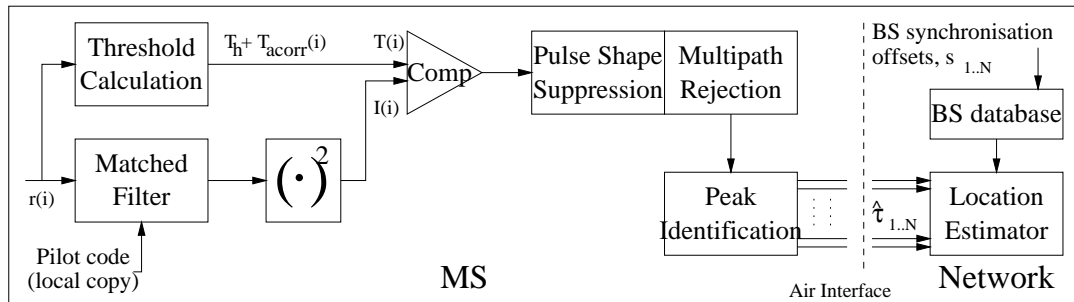 Threshold
Calculation
T_h + T_acorr(i)
T(i)
Comp
I(i)
Pulse Shape
Suppression
Multipath
Rejection
BS synchronisation
offsets, s 1..N
BS database
r(i)
Matched
Filter
(·)²
Peak
Identification
τ̂ 1..N
Location
Estimator
Pilot code
(local copy)
MS
Air Interface
Network